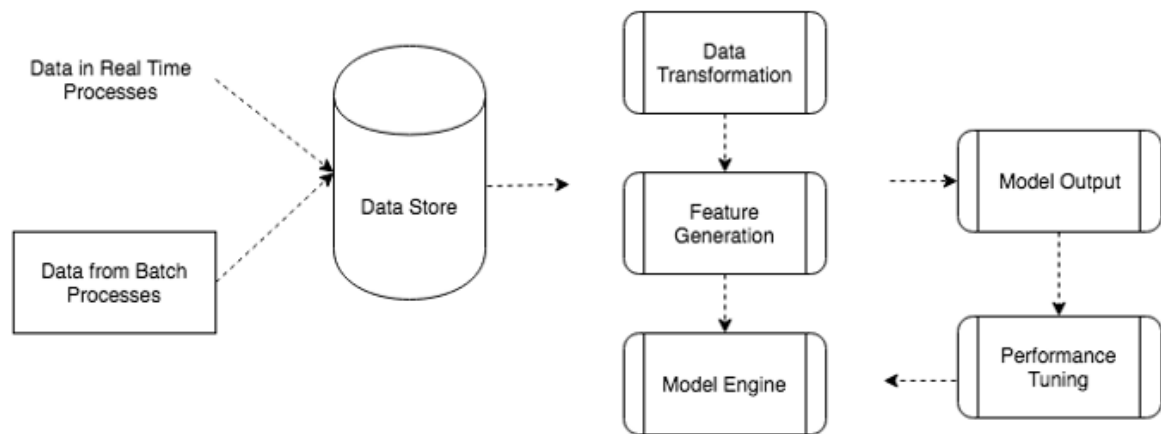 Data in Real Time
Processes
Data from Batch
Processes
Data Store
Data
Transformation
Feature
Generation
Model Engine
Model Output
Performance
Tuning